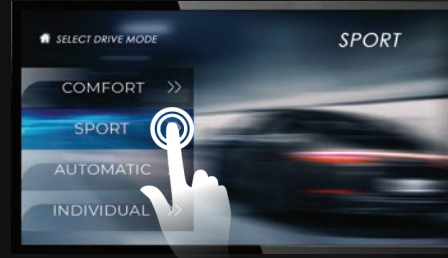 SELECT DRIVE MODE
SPORT
COMFORT
SPORT
AUTOMATIC
INDIVIDUAL